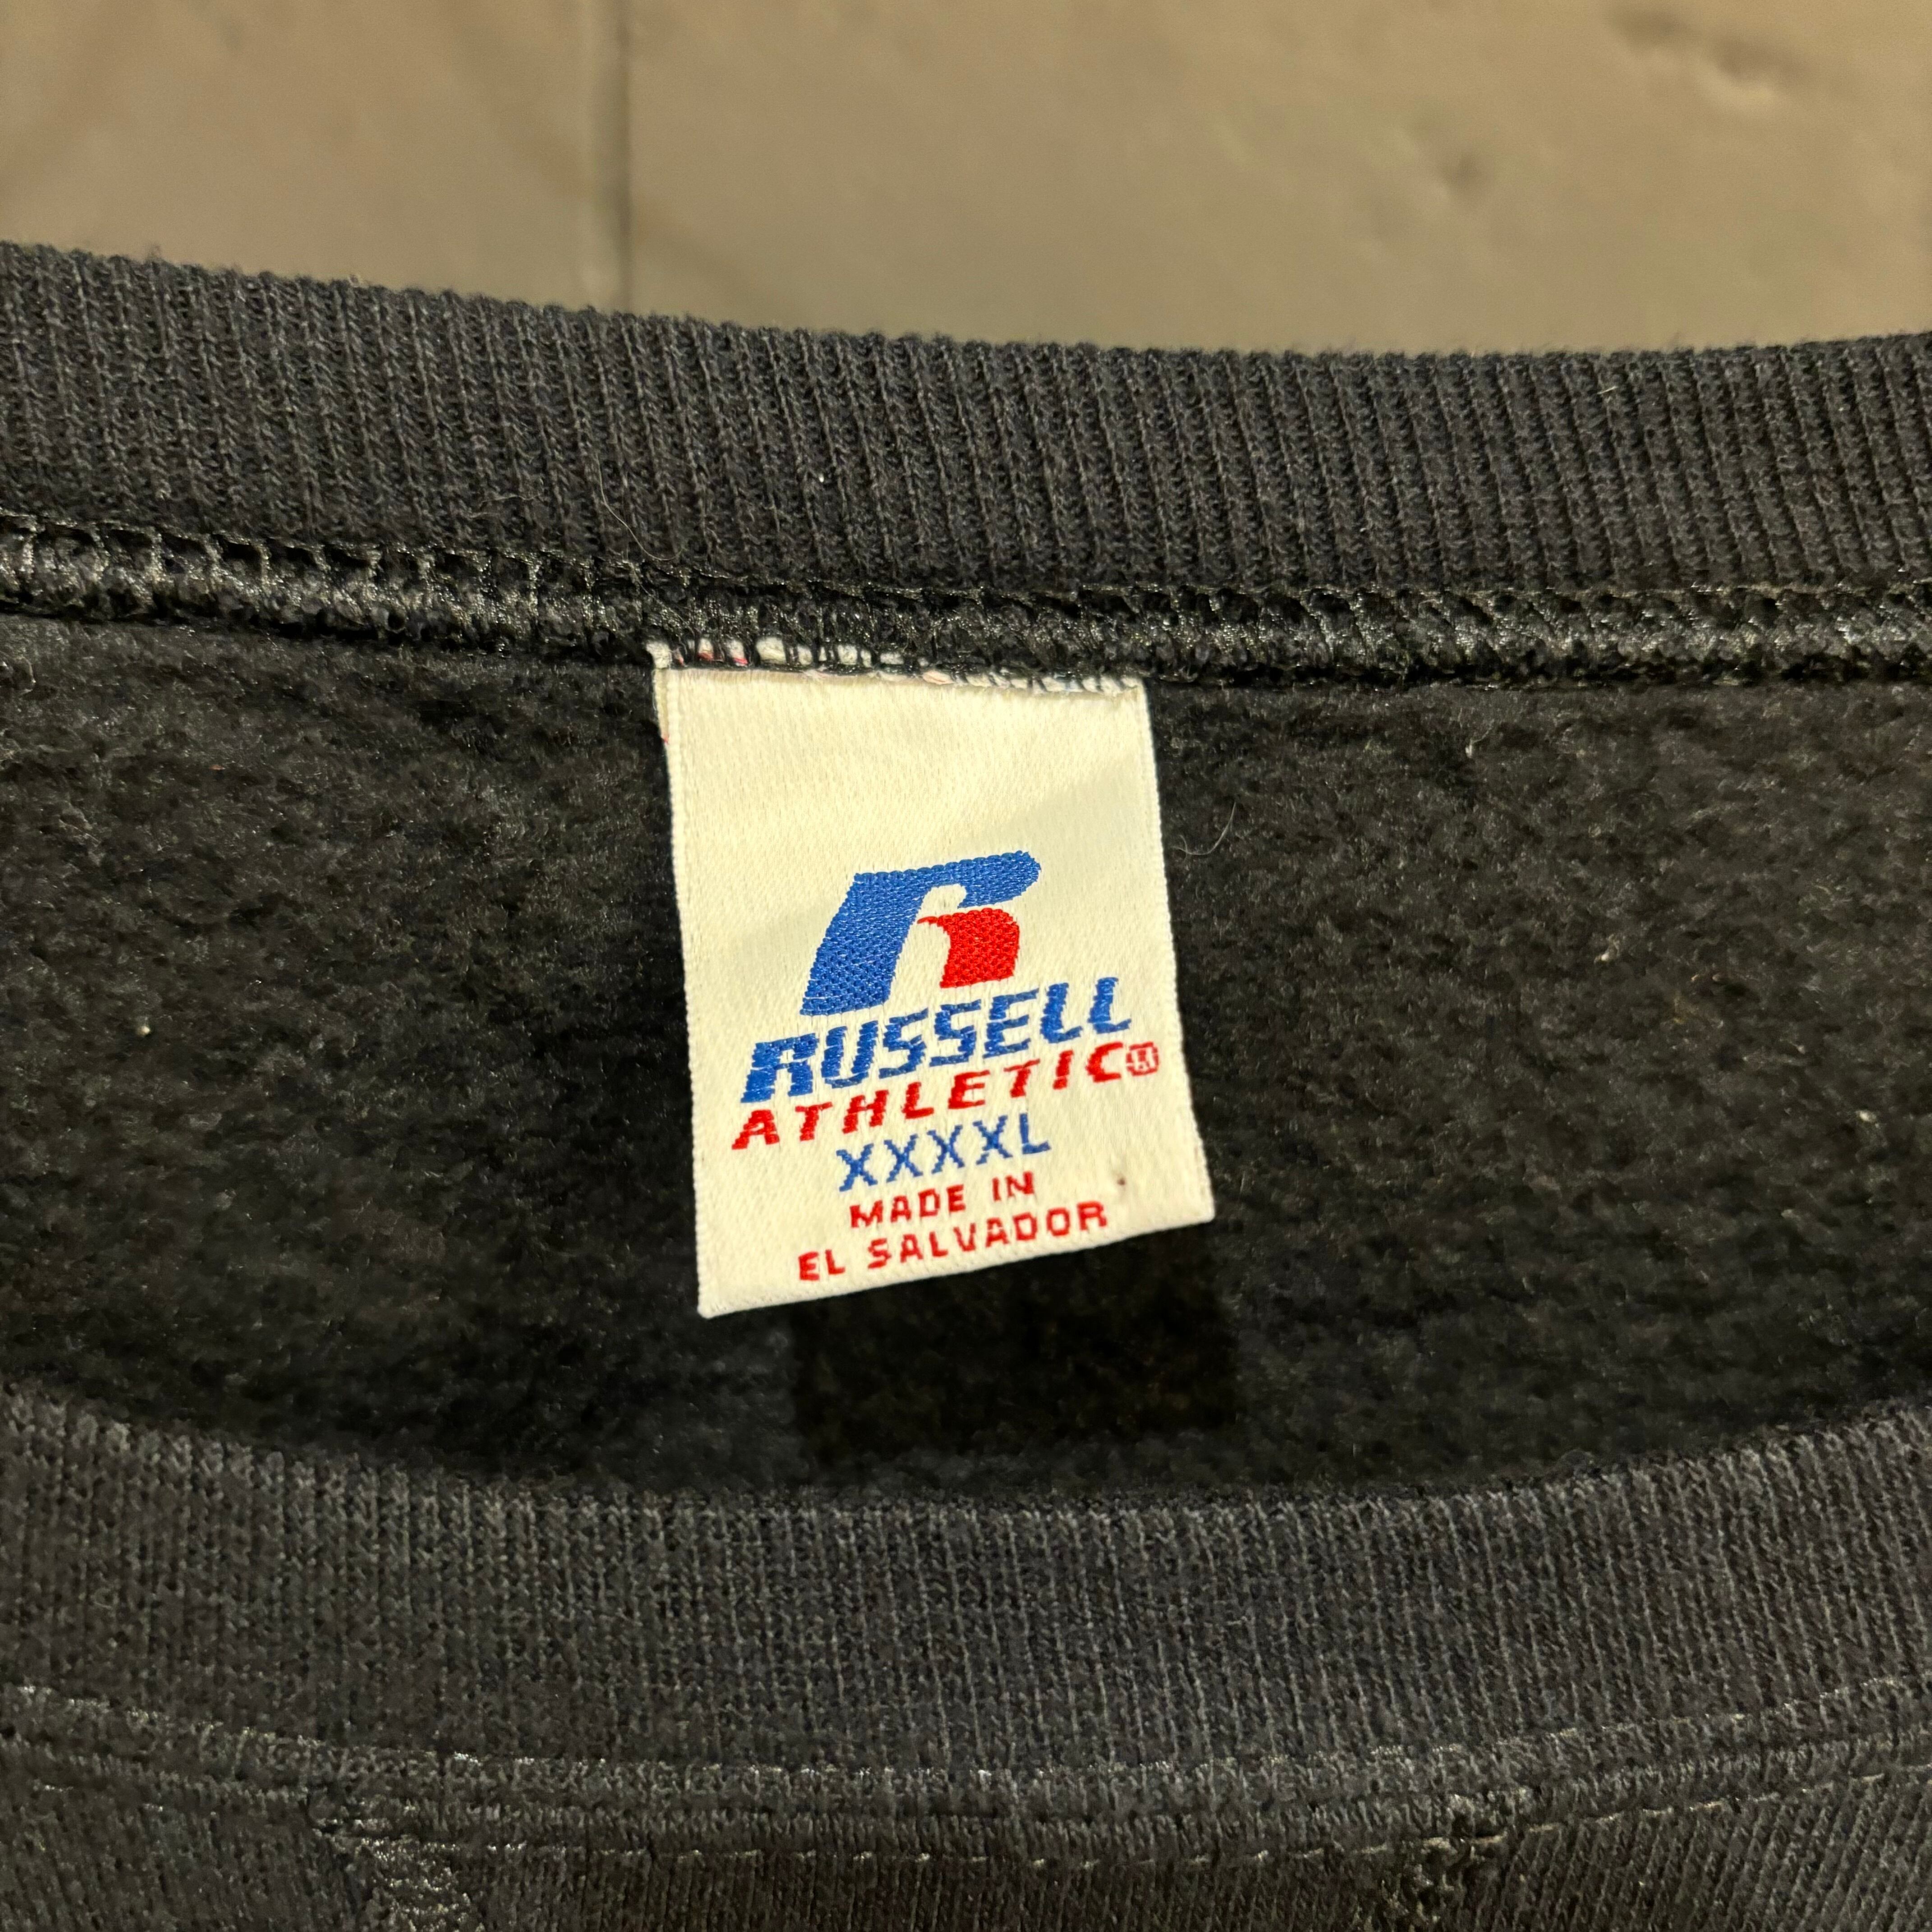 RUSSELL
ATHLETIC®
XXXXL
MADE IN
EL SALVADOR